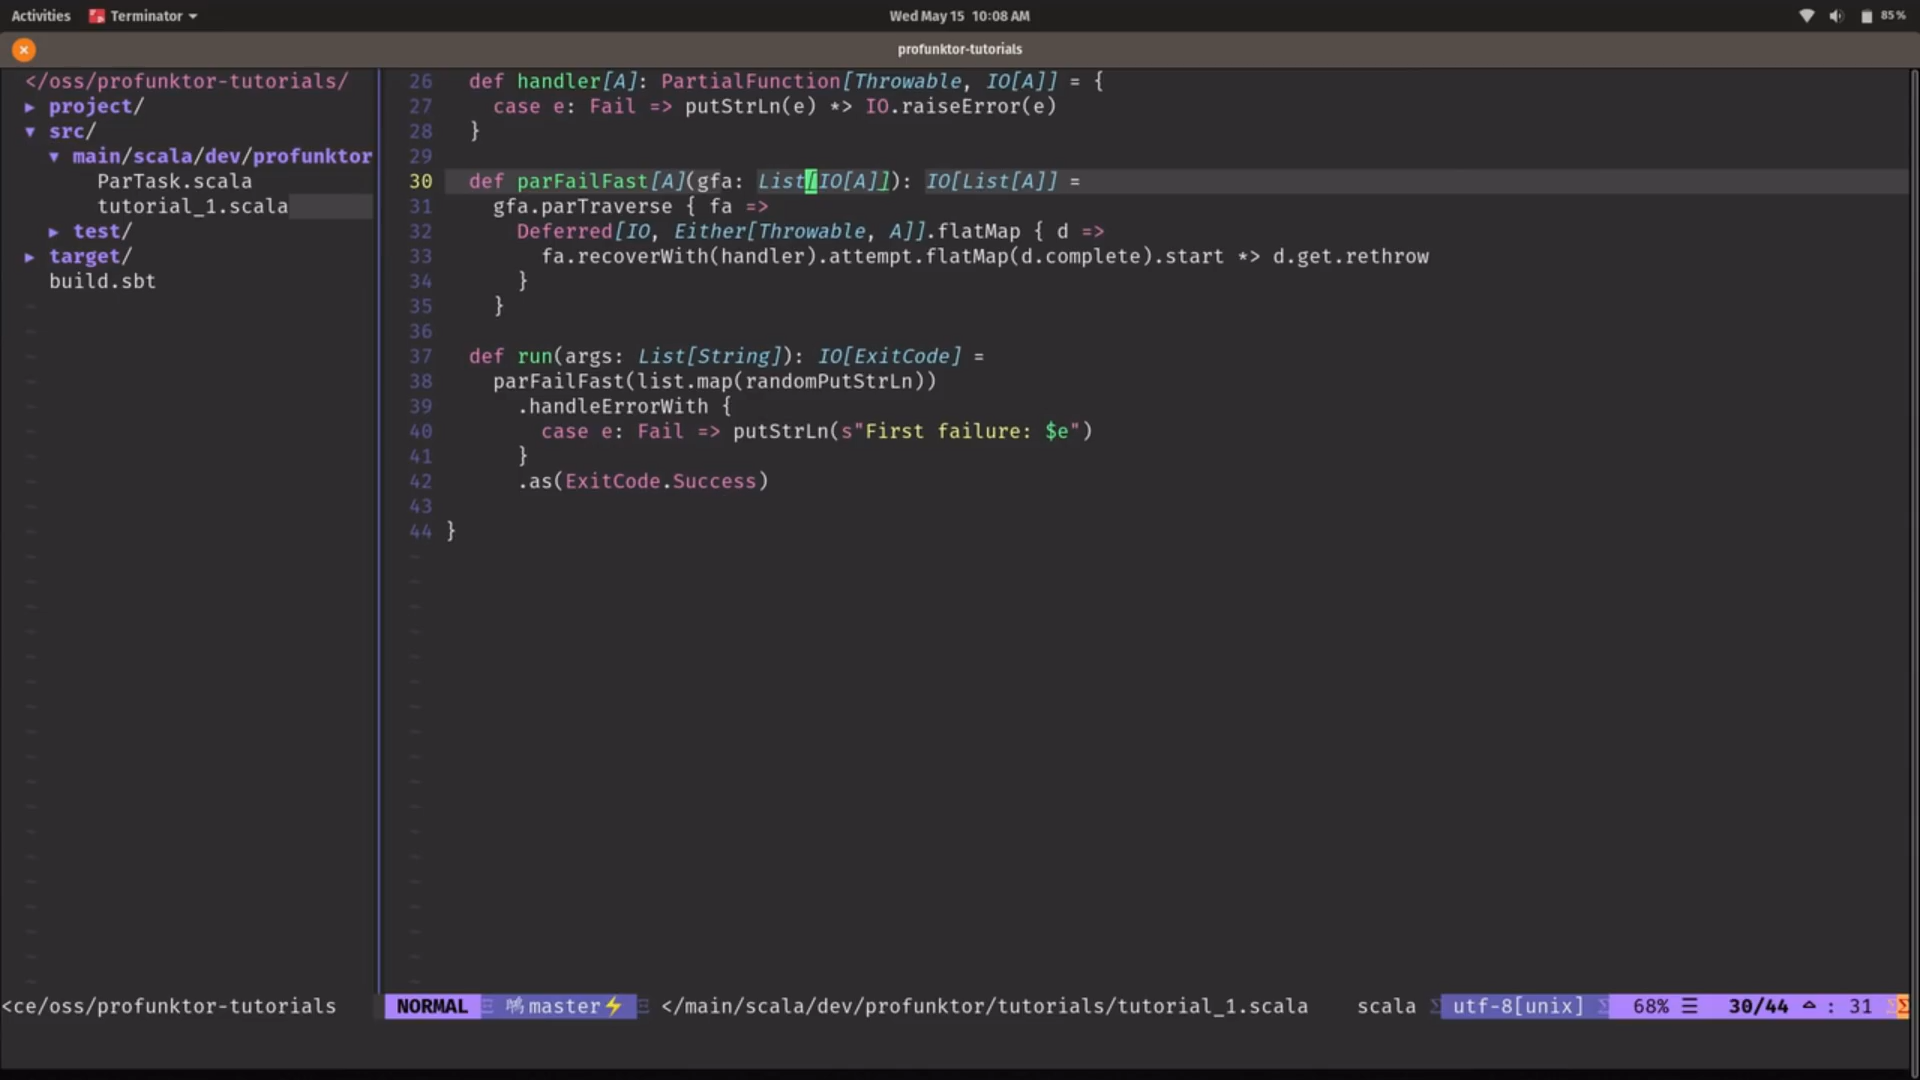 Activities Terminator Wed May 15 10:08 AM 85%
profunktor-tutorials
</oss/profunktor-tutorials/
▸ project/
▾ src/
▾ main/scala/dev/profunktor
ParTask.scala
tutorial_1.scala
▸ test/
▸ target/
build.sbt
26 def handler[A]: PartialFunction[Throwable, IO[A]] = {
27 case e: Fail => putStrLn(e) *> IO.raiseError(e)
28 }
29
30 def parFailFast[A](gfa: List[IO[A]]): IO[List[A]] =
31 gfa.parTraverse { fa =>
32 Deferred[IO, Either[Throwable, A]].flatMap { d =>
33 fa.recoverWith(handler).attempt.flatMap(d.complete).start *> d.get.rethrow
34 }
35 }
36
37 def run(args: List[String]): IO[ExitCode] =
38 parFailFast(list.map(randomPutStrLn))
39 .handleErrorWith {
40 case e: Fail => putStrLn(s"First failure: $e")
41 }
42 .as(ExitCode.Success)
43
44 }
<ce/oss/profunktor-tutorials NORMAL master⚡ </main/scala/dev/profunktor/tutorials/tutorial_1.scala scala utf-8[unix] 68% ☰ 30/44 : 31